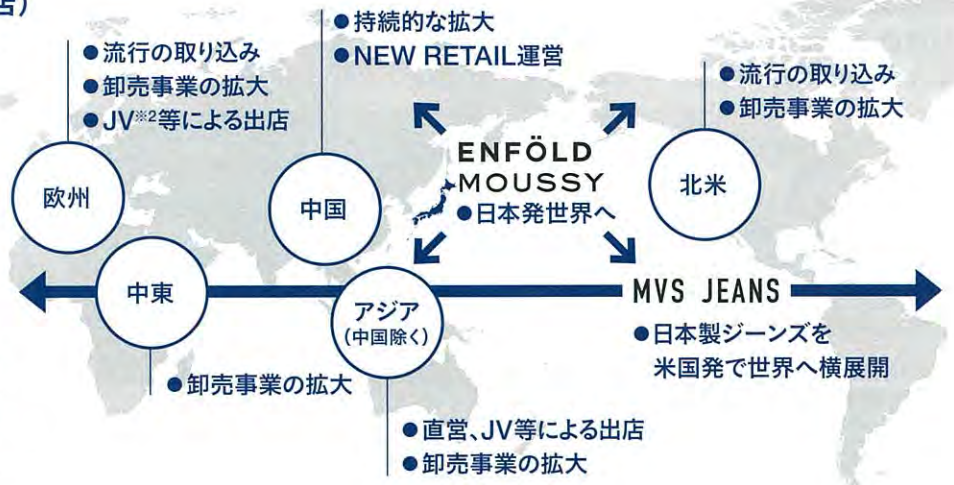 店)
●持続的な拡大
●NEW RETAIL運営
●流行の取り込み
●卸売事業の拡大
●JV※2等による出店
●流行の取り込み
●卸売事業の拡大
欧州
中国
ENFÖLD
MOUSSY
●日本発世界へ
北米
中東
アジア
(中国除く)
MVS JEANS
●日本製ジーンズを
米国発で世界へ横展開
●卸売事業の拡大
●直営、JV等による出店
●卸売事業の拡大